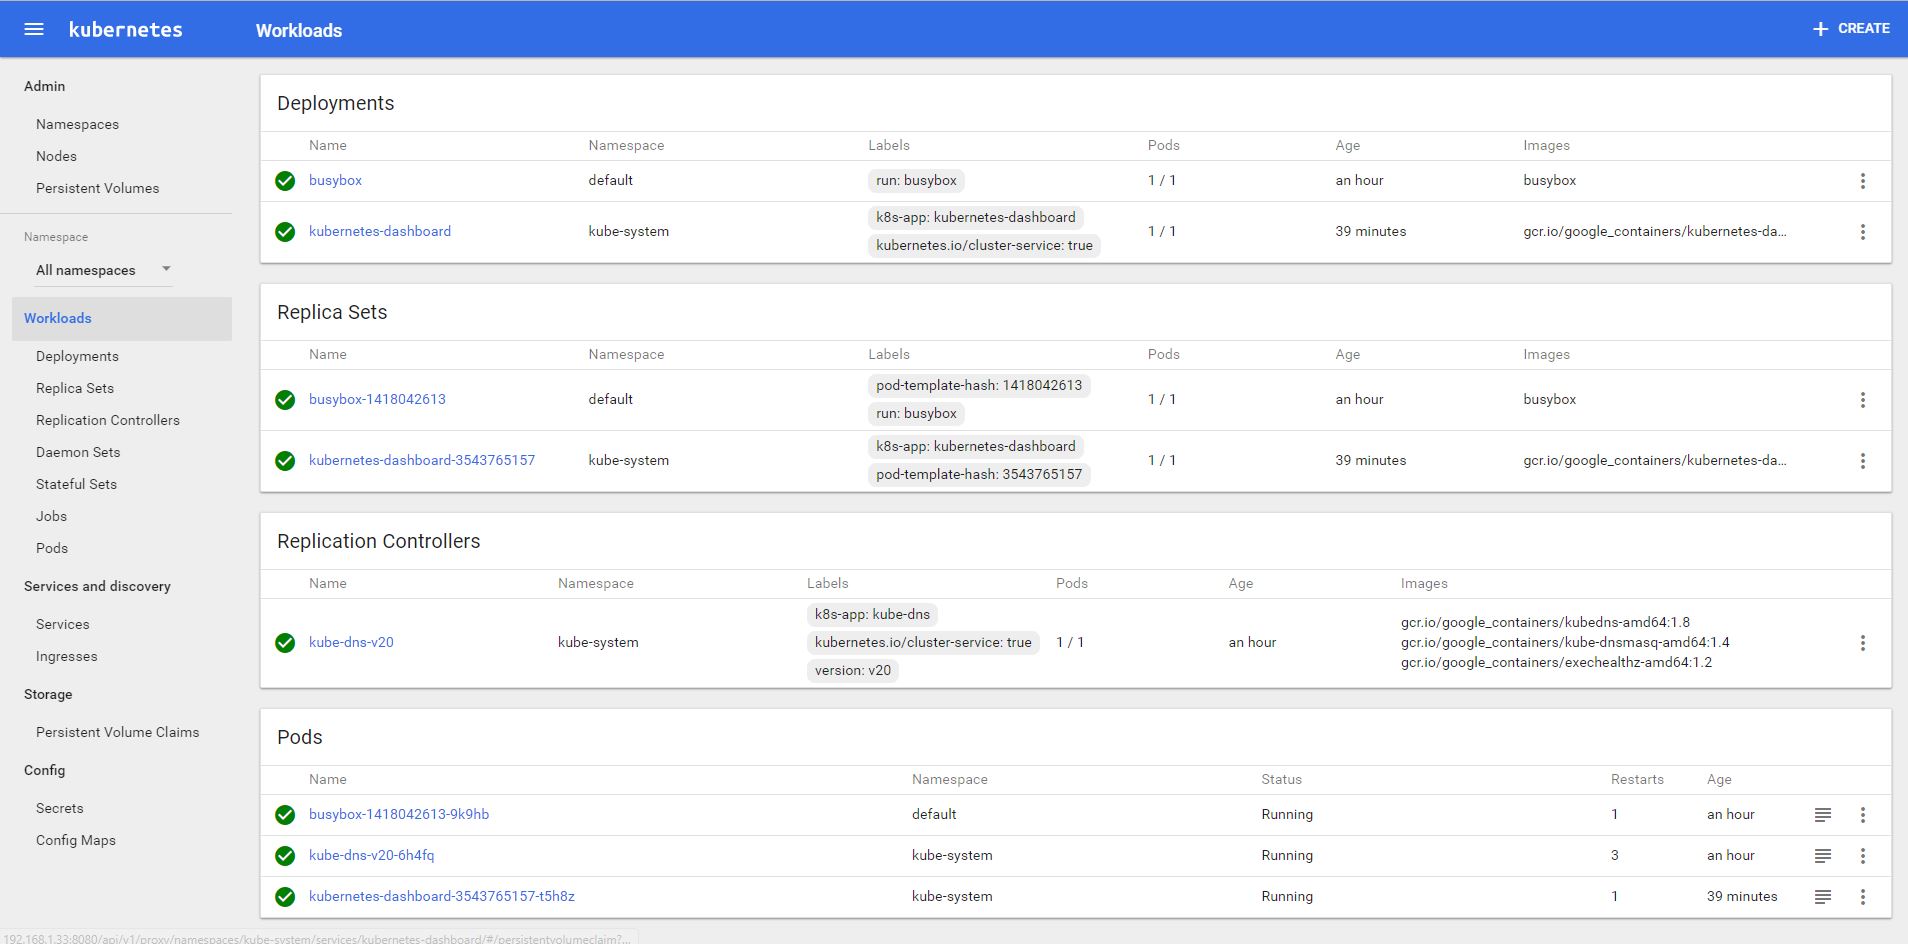 kubernetes
Workloads
CREATE
Admin
Namespaces
Nodes
Persistent Volumes
Namespace
All namespaces
Workloads
Deployments
Replica Sets
Replication Controllers
Daemon Sets
Stateful Sets
Jobs
Pods
Services and discovery
Services
Ingresses
Storage
Persistent Volume Claims
Config
Secrets
Config Maps
Deployments
Name Namespace Labels Pods Age Images
busybox default run: busybox 1 / 1 an hour busybox
k8s-app: kubernetes-dashboard
kubernetes-dashboard kube-system 1 / 1 39 minutes gcr.io/google_containers/kubernetes-da...
kubernetes.io/cluster-service: true
Replica Sets
Name Namespace Labels Pods Age Images
pod-template-hash: 1418042613
busybox-1418042613 default 1 / 1 an hour busybox
run: busybox
k8s-app: kubernetes-dashboard
kubernetes-dashboard-3543765157 kube-system 1 / 1 39 minutes gcr.io/google_containers/kubernetes-da...
pod-template-hash: 3543765157
Replication Controllers
Name Namespace Labels Pods Age Images
k8s-app: kube-dns
gcr.io/google_containers/kubedns-amd64:1.8
kube-dns-v20 kube-system kubernetes.io/cluster-service: true 1 / 1 an hour gcr.io/google_containers/kube-dnsmasq-amd64:1.4
gcr.io/google_containers/exechealthz-amd64:1.2
version: v20
Pods
Name Namespace Status Restarts Age
busybox-1418042613-9k9hb default Running 1 an hour
kube-dns-v20-6h4fq kube-system Running 3 an hour
kubernetes-dashboard-3543765157-t5h8z kube-system Running 1 39 minutes
192.168.1.33:8080/api/v1/proxy/namespaces/kube-system/services/kubernetes-dashboard/#/persistentvolumeclaim?...